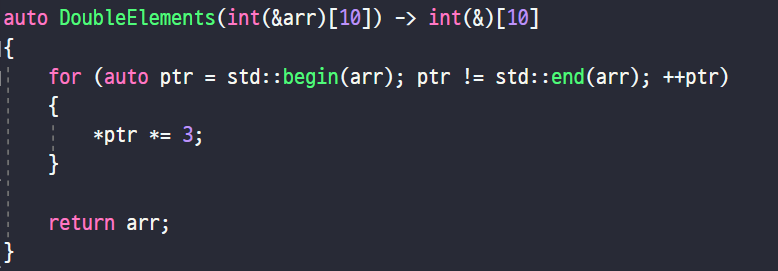 auto DoubleElements(int(&arr)[10]) -> int(&)[10]
{
for (auto ptr = std::begin(arr); ptr != std::end(arr); ++ptr)
{
*ptr *= 3;
}
return arr;
}